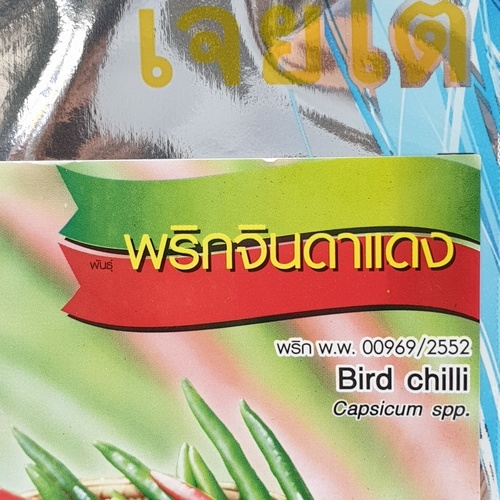 เจียไต๋
พันธุ์ พริกจินดาแดง
พริก พ.พ. 00969/2552
Bird chilli
Capsicum spp.